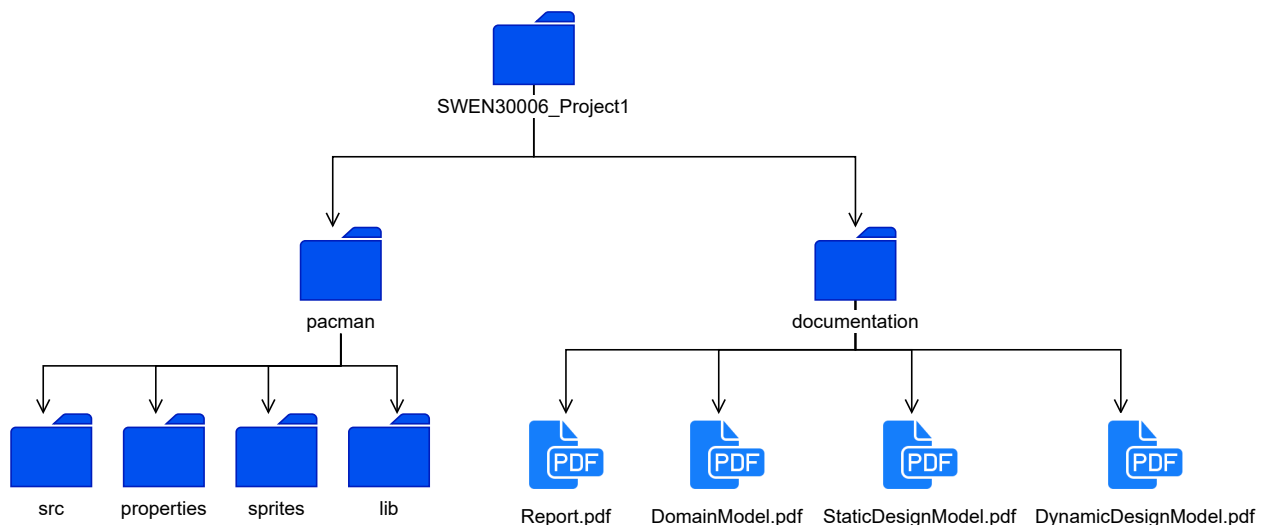 SWEN30006_Project1
pacman
documentation
src
properties
sprites
lib
PDF
PDF
PDF
PDF
Report.pdf
DomainModel.pdf
StaticDesignModel.pdf
DynamicDesignModel.pdf